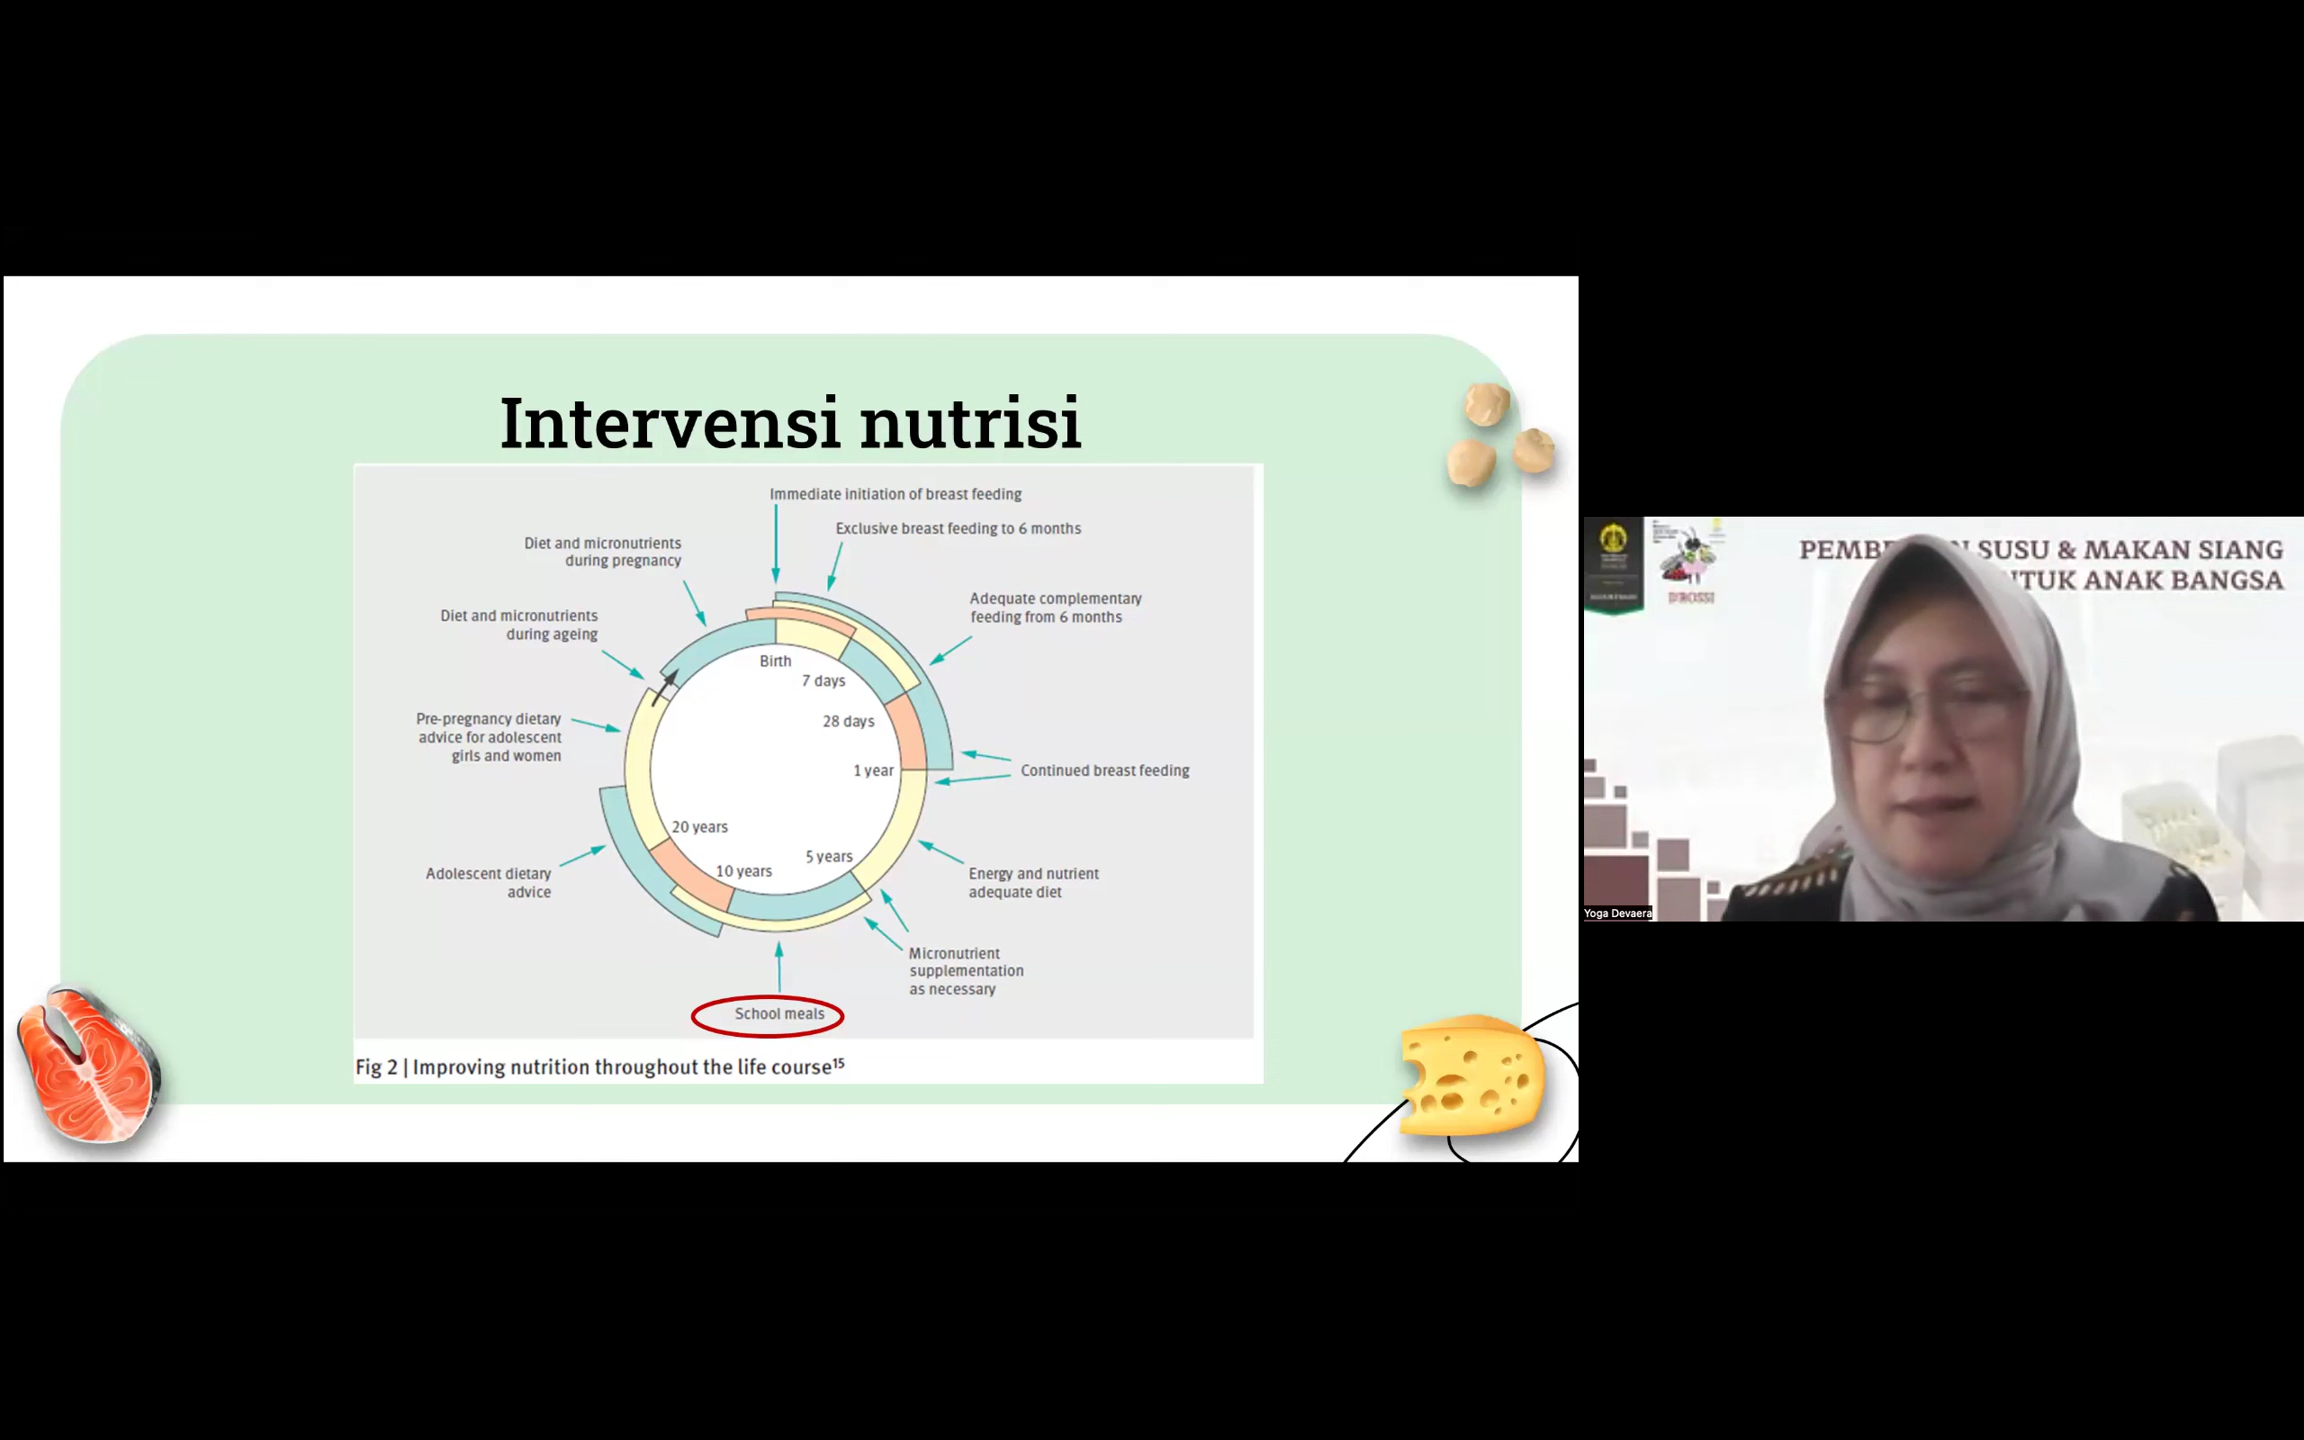 Intervensi nutrisi
Immediate initiation of breast feeding
Exclusive breast feeding to 6 months
Diet and micronutrients
during pregnancy
Adequate complementary
feeding from 6 months
Diet and micronutrients
during ageing
Birth
7 days
28 days
1 year
5 years
10 years
20 years
Pre-pregnancy dietary
advice for adolescent
girls and women
Continued breast feeding
Adolescent dietary
advice
Energy and nutrient
adequate diet
Micronutrient
supplementation
as necessary
School meals
Fig 2 | Improving nutrition throughout the life course¹⁵
SUSU & MAKAN SIANG
ANAK BANGSA
D'ROSSI
Yoga Devaera